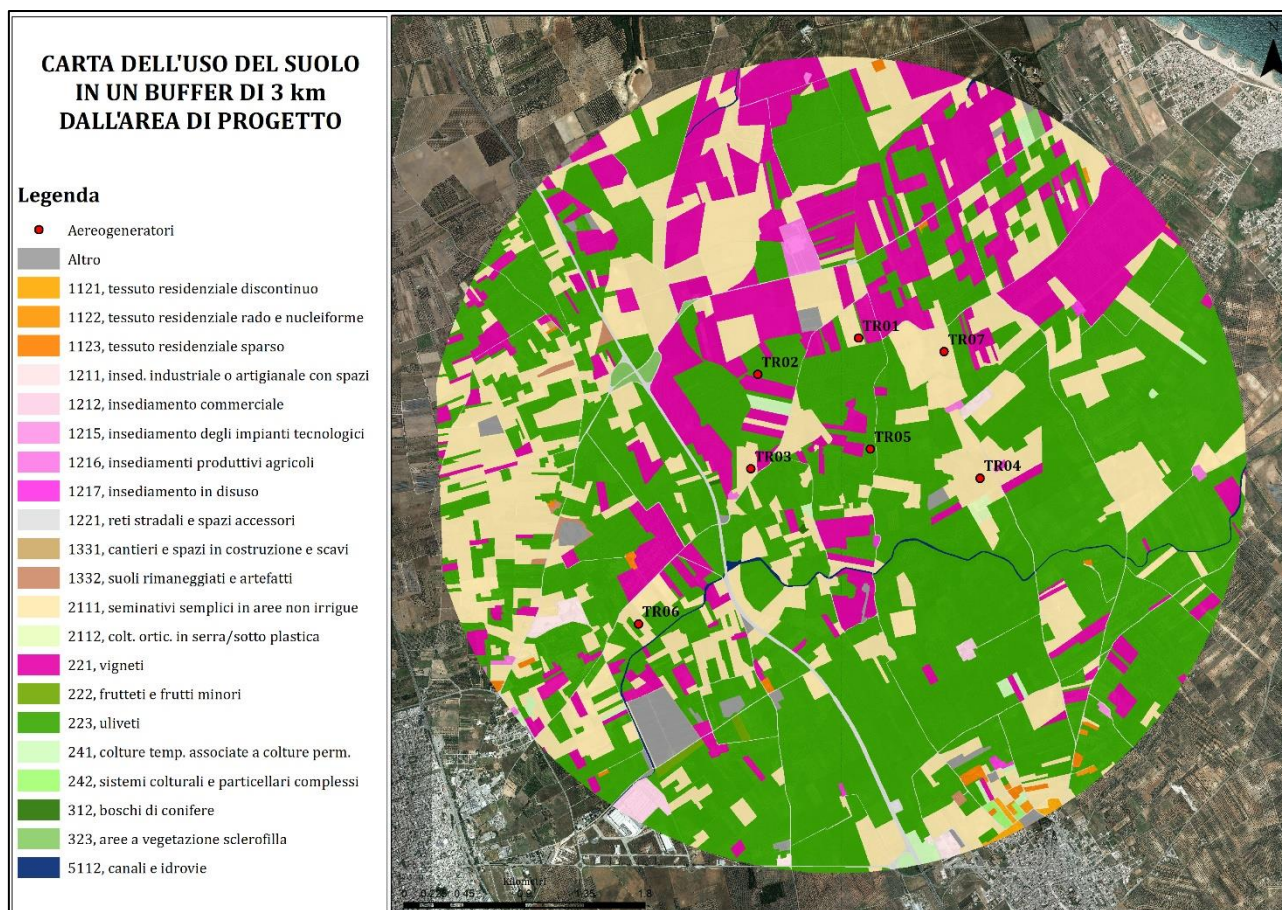 CARTA DELL'USO DEL SUOLO
IN UN BUFFER DI 3 km
DALL'AREA DI PROGETTO
Legenda
Aereogeneratori
Altro
1121, tessuto residenziale discontinuo
1122, tessuto residenziale rado e nucleiforme
1123, tessuto residenziale sparso
1211, insed. industriale o artigianale con spazi
1212, insediamento commerciale
1215, insediamento degli impianti tecnologici
1216, insediamenti produttivi agricoli
1217, insediamento in disuso
1221, reti stradali e spazi accessori
1331, cantieri e spazi in costruzione e scavi
1332, suoli rimaneggiati e artefatti
2111, seminativi semplici in aree non irrigue
2112, colt. ortic. in serra/sotto plastica
221, vigneti
222, frutteti e frutti minori
223, uliveti
241, colture temp. associate a colture perm.
242, sistemi colturali e particellari complessi
312, boschi di conifere
323, aree a vegetazione sclerofilla
5112, canali e idrovie
TR01
TR07
TR02
TR05
TR03
TR04
TR06
Kilometri
0 0.45 0.9 1.35 1.8